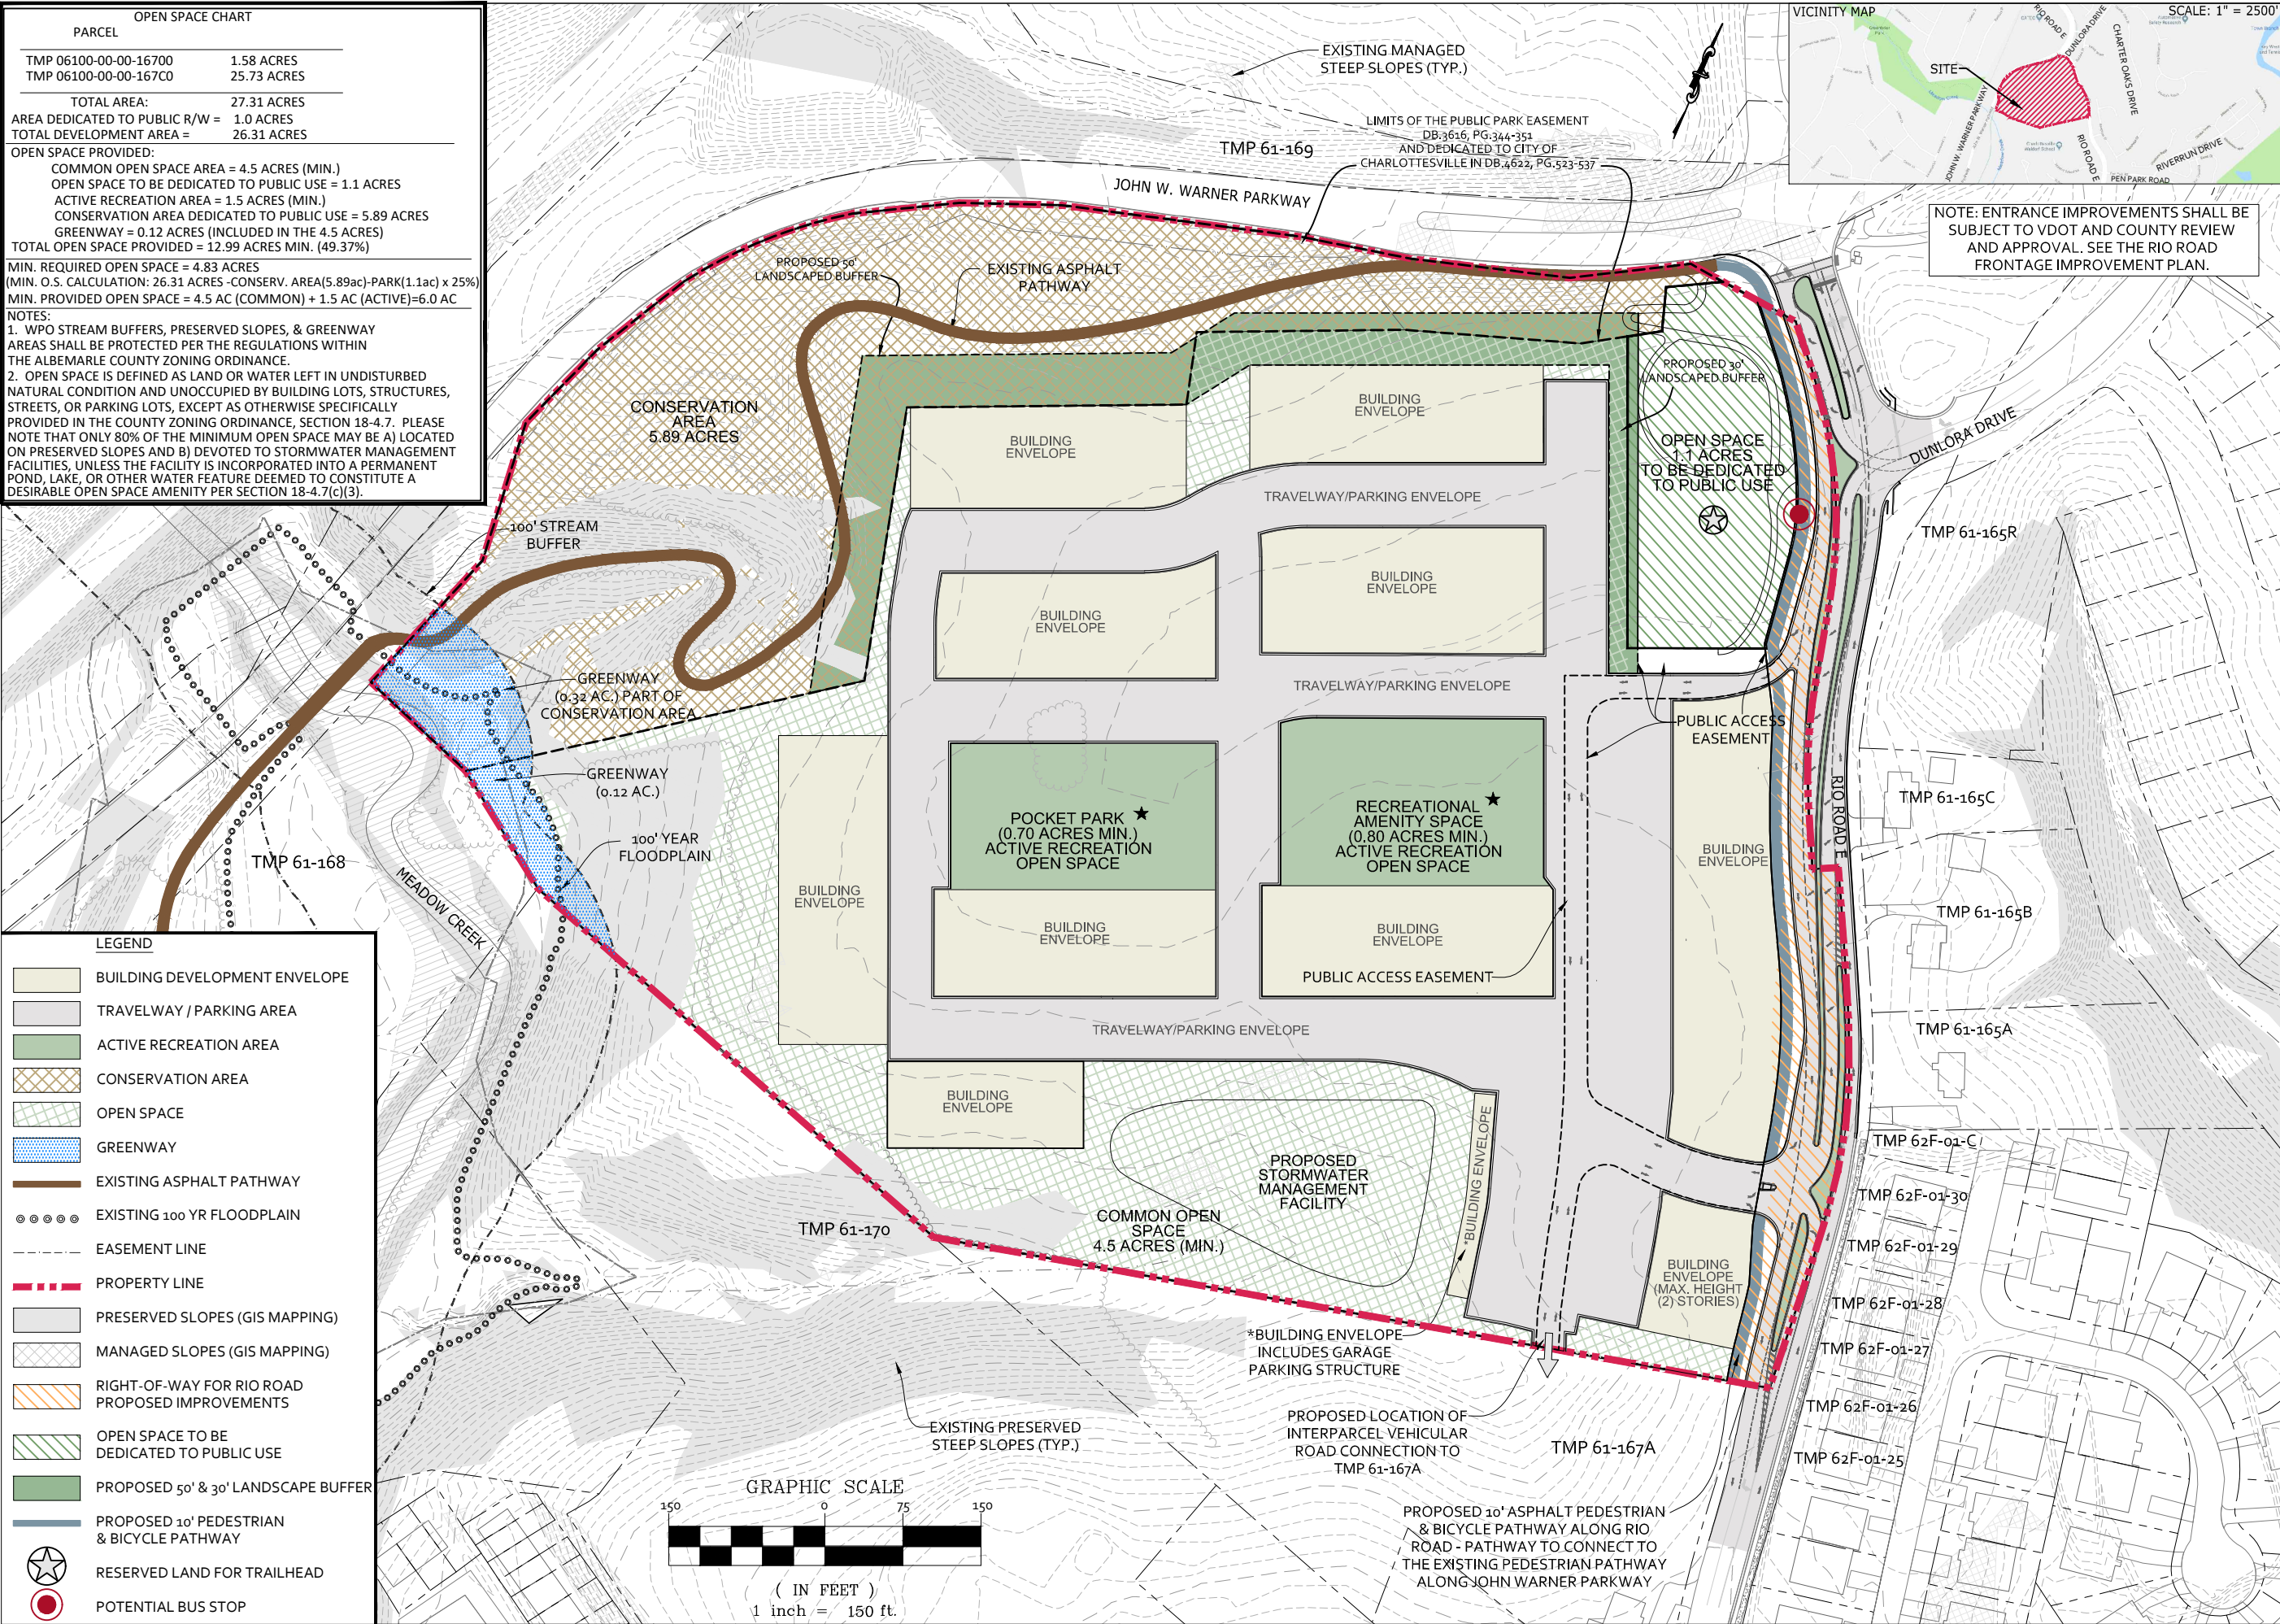 OPEN SPACE CHART
PARCEL
TMP 06100-00-00-16700 1.58 ACRES
TMP 06100-00-00-167C0 25.73 ACRES
TOTAL AREA: 27.31 ACRES
AREA DEDICATED TO PUBLIC R/W = 1.0 ACRES
TOTAL DEVELOPMENT AREA = 26.31 ACRES
OPEN SPACE PROVIDED:
COMMON OPEN SPACE AREA = 4.5 ACRES (MIN.)
OPEN SPACE TO BE DEDICATED TO PUBLIC USE = 1.1 ACRES
ACTIVE RECREATION AREA = 1.5 ACRES (MIN.)
CONSERVATION AREA DEDICATED TO PUBLIC USE = 5.89 ACRES
GREENWAY = 0.12 ACRES (INCLUDED IN THE 4.5 ACRES)
TOTAL OPEN SPACE PROVIDED = 12.99 ACRES MIN. (49.37%)
MIN. REQUIRED OPEN SPACE = 4.83 ACRES
(MIN. O.S. CALCULATION: 26.31 ACRES -CONSERV. AREA(5.89ac)-PARK(1.1ac) x 25%)
MIN. PROVIDED OPEN SPACE = 4.5 AC (COMMON) + 1.5 AC (ACTIVE)=6.0 AC
NOTES:
1. WPO STREAM BUFFERS, PRESERVED SLOPES, & GREENWAY
AREAS SHALL BE PROTECTED PER THE REGULATIONS WITHIN
THE ALBEMARLE COUNTY ZONING ORDINANCE.
2. OPEN SPACE IS DEFINED AS LAND OR WATER LEFT IN UNDISTURBED
NATURAL CONDITION AND UNOCCUPIED BY BUILDING LOTS, STRUCTURES,
STREETS, OR PARKING LOTS, EXCEPT AS OTHERWISE SPECIFICALLY
PROVIDED IN THE COUNTY ZONING ORDINANCE, SECTION 18-4.7. PLEASE
NOTE THAT ONLY 80% OF THE MINIMUM OPEN SPACE MAY BE A) LOCATED
ON PRESERVED SLOPES AND B) DEVOTED TO STORMWATER MANAGEMENT
FACILITIES, UNLESS THE FACILITY IS INCORPORATED INTO A PERMANENT
POND, LAKE, OR OTHER WATER FEATURE DEEMED TO CONSTITUTE A
DESIRABLE OPEN SPACE AMENITY PER SECTION 18-4.7(c)(3).
VICINITY MAP
SCALE: 1" = 2500'
SITE
RIO ROAD E
DUNLORA DRIVE
CHARTER OAKS DRIVE
JOHN W. WARNER PARKWAY
RIO ROAD E
RIVERRUN DRIVE
PEN PARK ROAD
NOTE: ENTRANCE IMPROVEMENTS SHALL BE
SUBJECT TO VDOT AND COUNTY REVIEW
AND APPROVAL. SEE THE RIO ROAD
FRONTAGE IMPROVEMENT PLAN.
EXISTING MANAGED
STEEP SLOPES (TYP.)
LIMITS OF THE PUBLIC PARK EASEMENT
DB.3616, PG.344-351
AND DEDICATED TO CITY OF
CHARLOTTESVILLE IN DB.4622, PG.523-537
TMP 61-169
JOHN W. WARNER PARKWAY
PROPOSED 50'
LANDSCAPED BUFFER
EXISTING ASPHALT
PATHWAY
CONSERVATION
AREA
5.89 ACRES
PROPOSED 30'
LANDSCAPED BUFFER
BUILDING
ENVELOPE
BUILDING
ENVELOPE
OPEN SPACE
1.1 ACRES
TO BE DEDICATED
TO PUBLIC USE
DUNLORA DRIVE
TRAVELWAY/PARKING ENVELOPE
100' STREAM
BUFFER
TMP 61-165R
BUILDING
ENVELOPE
BUILDING
ENVELOPE
GREENWAY
(0.32 AC.) PART OF
CONSERVATION AREA
TRAVELWAY/PARKING ENVELOPE
PUBLIC ACCESS
EASEMENT
GREENWAY
(0.12 AC.)
RIO ROAD E
TMP 61-165C
POCKET PARK
(0.70 ACRES MIN.)
ACTIVE RECREATION
OPEN SPACE
RECREATIONAL
AMENITY SPACE
(0.80 ACRES MIN.)
ACTIVE RECREATION
OPEN SPACE
100' YEAR
FLOODPLAIN
BUILDING
ENVELOPE
TMP 61-168
MEADOW CREEK
BUILDING
ENVELOPE
BUILDING
ENVELOPE
BUILDING
ENVELOPE
TMP 61-165B
PUBLIC ACCESS EASEMENT
TRAVELWAY/PARKING ENVELOPE
TMP 61-165A
BUILDING
ENVELOPE
*BUILDING ENVELOPE
PROPOSED
STORMWATER
MANAGEMENT
FACILITY
COMMON OPEN
SPACE
4.5 ACRES (MIN.)
TMP 61-170
BUILDING
ENVELOPE
(MAX. HEIGHT
(2) STORIES)
TMP 62F-01-C
TMP 62F-01-30
TMP 62F-01-29
TMP 62F-01-28
TMP 62F-01-27
TMP 62F-01-26
TMP 62F-01-25
*BUILDING ENVELOPE
INCLUDES GARAGE
PARKING STRUCTURE
EXISTING PRESERVED
STEEP SLOPES (TYP.)
PROPOSED LOCATION OF
INTERPARCEL VEHICULAR
ROAD CONNECTION TO
TMP 61-167A
TMP 61-167A
PROPOSED 10' ASPHALT PEDESTRIAN
& BICYCLE PATHWAY ALONG RIO
ROAD - PATHWAY TO CONNECT TO
THE EXISTING PEDESTRIAN PATHWAY
ALONG JOHN WARNER PARKWAY
GRAPHIC SCALE
150 0 75 150
( IN FEET )
1 inch = 150 ft.
LEGEND
BUILDING DEVELOPMENT ENVELOPE
TRAVELWAY / PARKING AREA
ACTIVE RECREATION AREA
CONSERVATION AREA
OPEN SPACE
GREENWAY
EXISTING ASPHALT PATHWAY
EXISTING 100 YR FLOODPLAIN
EASEMENT LINE
PROPERTY LINE
PRESERVED SLOPES (GIS MAPPING)
MANAGED SLOPES (GIS MAPPING)
RIGHT-OF-WAY FOR RIO ROAD
PROPOSED IMPROVEMENTS
OPEN SPACE TO BE
DEDICATED TO PUBLIC USE
PROPOSED 50' & 30' LANDSCAPE BUFFER
PROPOSED 10' PEDESTRIAN
& BICYCLE PATHWAY
RESERVED LAND FOR TRAILHEAD
POTENTIAL BUS STOP